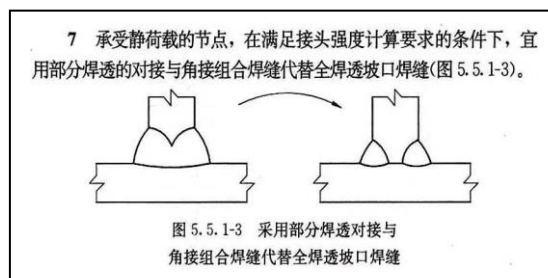 7 承受静荷载的节点，在满足接头强度计算要求的条件下，宜
用部分焊透的对接与角接组合焊缝代替全焊透坡口焊缝(图 5.5.1-3)。
图 5.5.1-3 采用部分焊透对接与
角接组合焊缝代替全焊透坡口焊缝